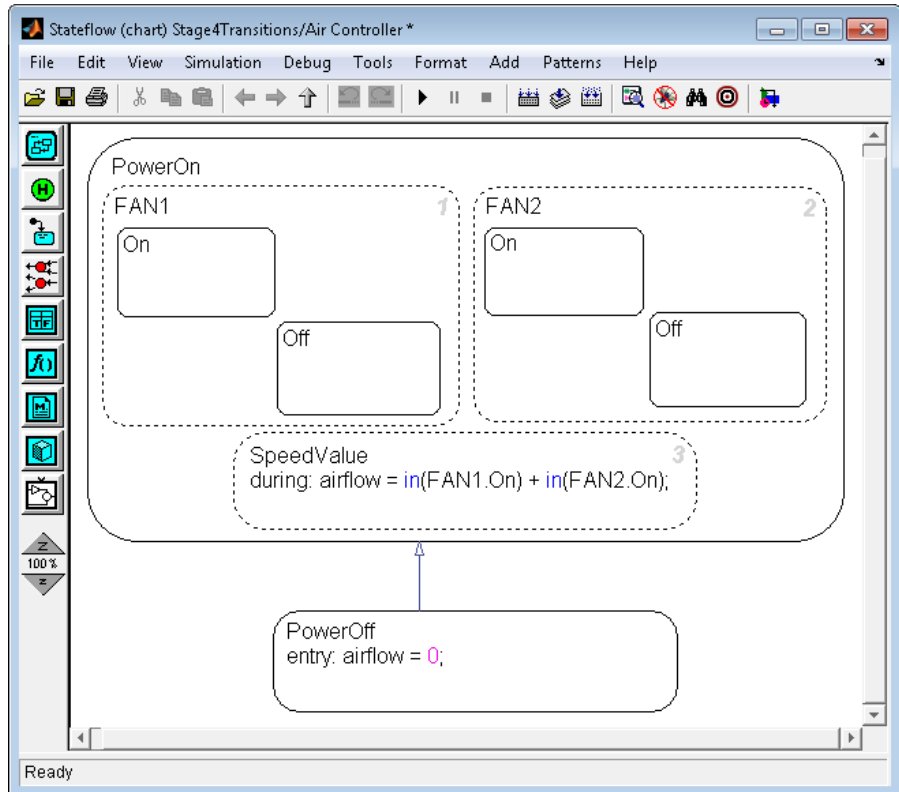 Stateflow (chart) Stage4Transitions/Air Controller *
File Edit View Simulation Debug Tools Format Add Patterns Help
PowerOn
FAN1 1
On
Off
FAN2 2
On
Off
SpeedValue 3
during: airflow = in(FAN1.On) + in(FAN2.On);
PowerOff
entry: airflow = 0;
H
TF
f()
M
Z
100 %
Z
Ready